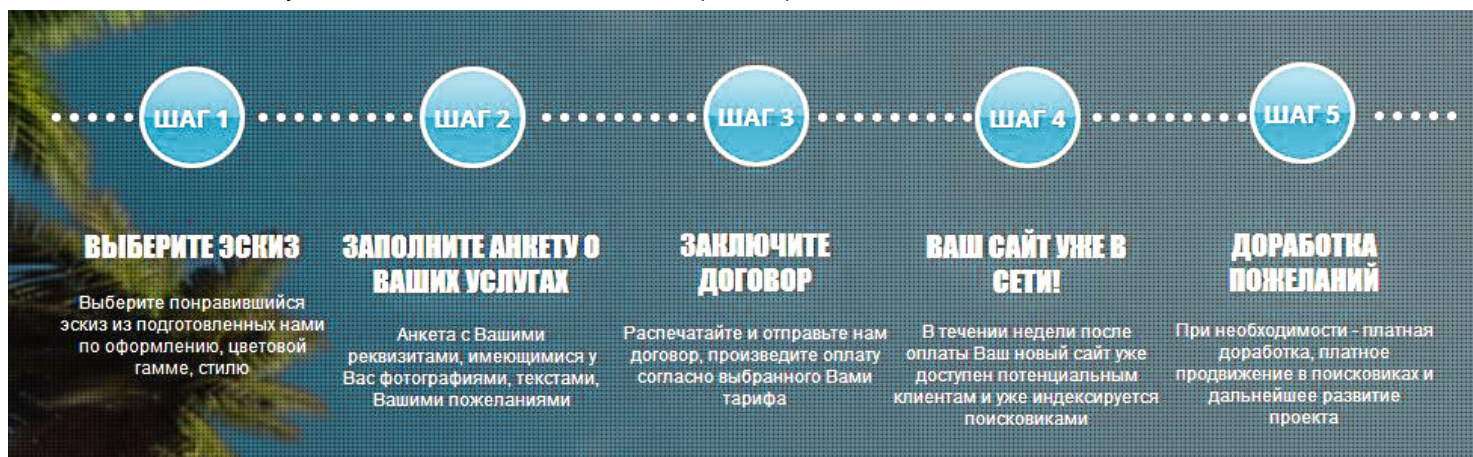 ШАГ 1
ШАГ 2
ШАГ 3
ШАГ 4
ШАГ 5
ВЫБЕРИТЕ ЭСКИЗ
Выберите понравившийся
эскиз из подготовленных нами
по оформлению, цветовой
гамме, стилю
ЗАПОЛНИТЕ АНКЕТУ О
ВАШИХ УСЛУГАХ
Анкета с Вашими
реквизитами, имеющимися у
Вас фотографиями, текстами,
Вашими пожеланиями
ЗАКЛЮЧИТЕ
ДОГОВОР
Распечатайте и отправьте нам
договор, произведите оплату
согласно выбранного Вами
тарифа
ВАШ САЙТ УЖЕ В
СЕТИ!
В течении недели после
оплаты Ваш новый сайт уже
доступен потенциальным
клиентам и уже индексируется
поисковиками
ДОРАБОТКА
ПОЖЕЛАНИЙ
При необходимости - платная
доработка, платное
продвижение в поисковиках и
дальнейшее развитие
проекта